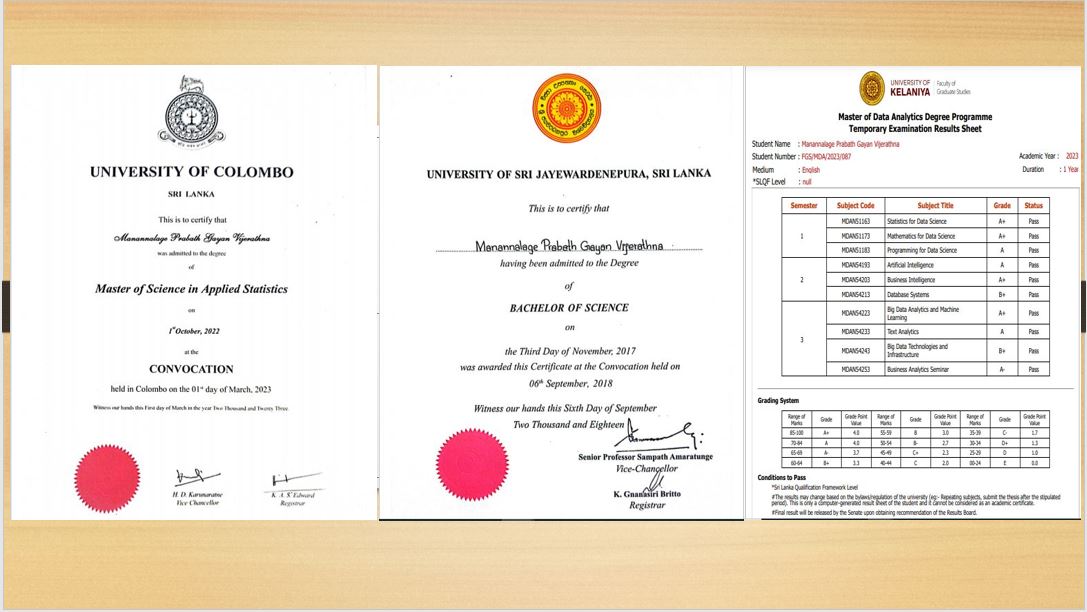 UNIVERSITY OF COLOMBO
SRI LANKA
This is to certify that
Manannalage Prabath Gayan Vijerathna
was admitted to the degree
of
Master of Science in Applied Statistics
on
1st October, 2022
at the
CONVOCATION
held in Colombo on the 01st day of March, 2023
Witness our hands this First day of March in the year Two Thousand and Twenty Three.
H. D. Karunaratne
Vice Chancellor
K. A. S. Edward
Registrar
UNIVERSITY OF SRI JAYEWARDENEPURA, SRI LANKA
This is to certify that
Manannalage Prabath Gayan Vijerathna
having been admitted to the Degree
of
BACHELOR OF SCIENCE
on
the Third Day of November, 2017
was awarded this Certificate at the Convocation held on
06th September, 2018
Witness our hands this Sixth Day of September
Two Thousand and Eighteen
Senior Professor Sampath Amaratunge
Vice-Chancellor
K. Gnanasiri Britto
Registrar
UNIVERSITY OF
KELANIYA
Faculty of
Graduate Studies
Master of Data Analytics Degree Programme
Temporary Examination Results Sheet
Student Name : Manannalage Prabath Gayan Vijerathna
Student Number : FGS/MDA/2023/087 Academic Year : 2023
Medium : English Duration : 1 Year
*SLQF Level : null
Semester Subject Code Subject Title Grade Status
1
MDAN51163 Statistics for Data Science A+ Pass
MDAN51173 Mathematics for Data Science A+ Pass
MDAN51183 Programming for Data Science A Pass
2
MDAN54193 Artificial Intelligence A Pass
MDAN54203 Business Intelligence A+ Pass
MDAN54213 Database Systems B+ Pass
3
MDAN54223 Big Data Analytics and Machine Learning A+ Pass
MDAN54233 Text Analytics A Pass
MDAN54243 Big Data Technologies and Infrastructure B+ Pass
MDAN54253 Business Analytics Seminar A- Pass
Grading System
Range of Marks Grade Grade Point Value Range of Marks Grade Grade Point Value Range of Marks Grade Grade Point Value
85-100 A+ 4.0 55-59 B 3.0 35-39 C- 1.7
70-84 A 4.0 50-54 B- 2.7 30-34 D+ 1.3
65-69 A- 3.7 45-49 C+ 2.3 25-29 D 1.0
60-64 B+ 3.3 40-44 C 2.0 00-24 E 0.0
Conditions to Pass
*Sri Lanka Qualification Framework Level
#The results may change based on the bylaws/regulation of the university (eg:- Repeating subjects, submit the thesis after the stipulated
period). This is only a computer-generated result sheet of the student and it cannot be considered as an academic certificate.
#Final result will be released by the Senate upon obtaining recommendation of the Results Board.